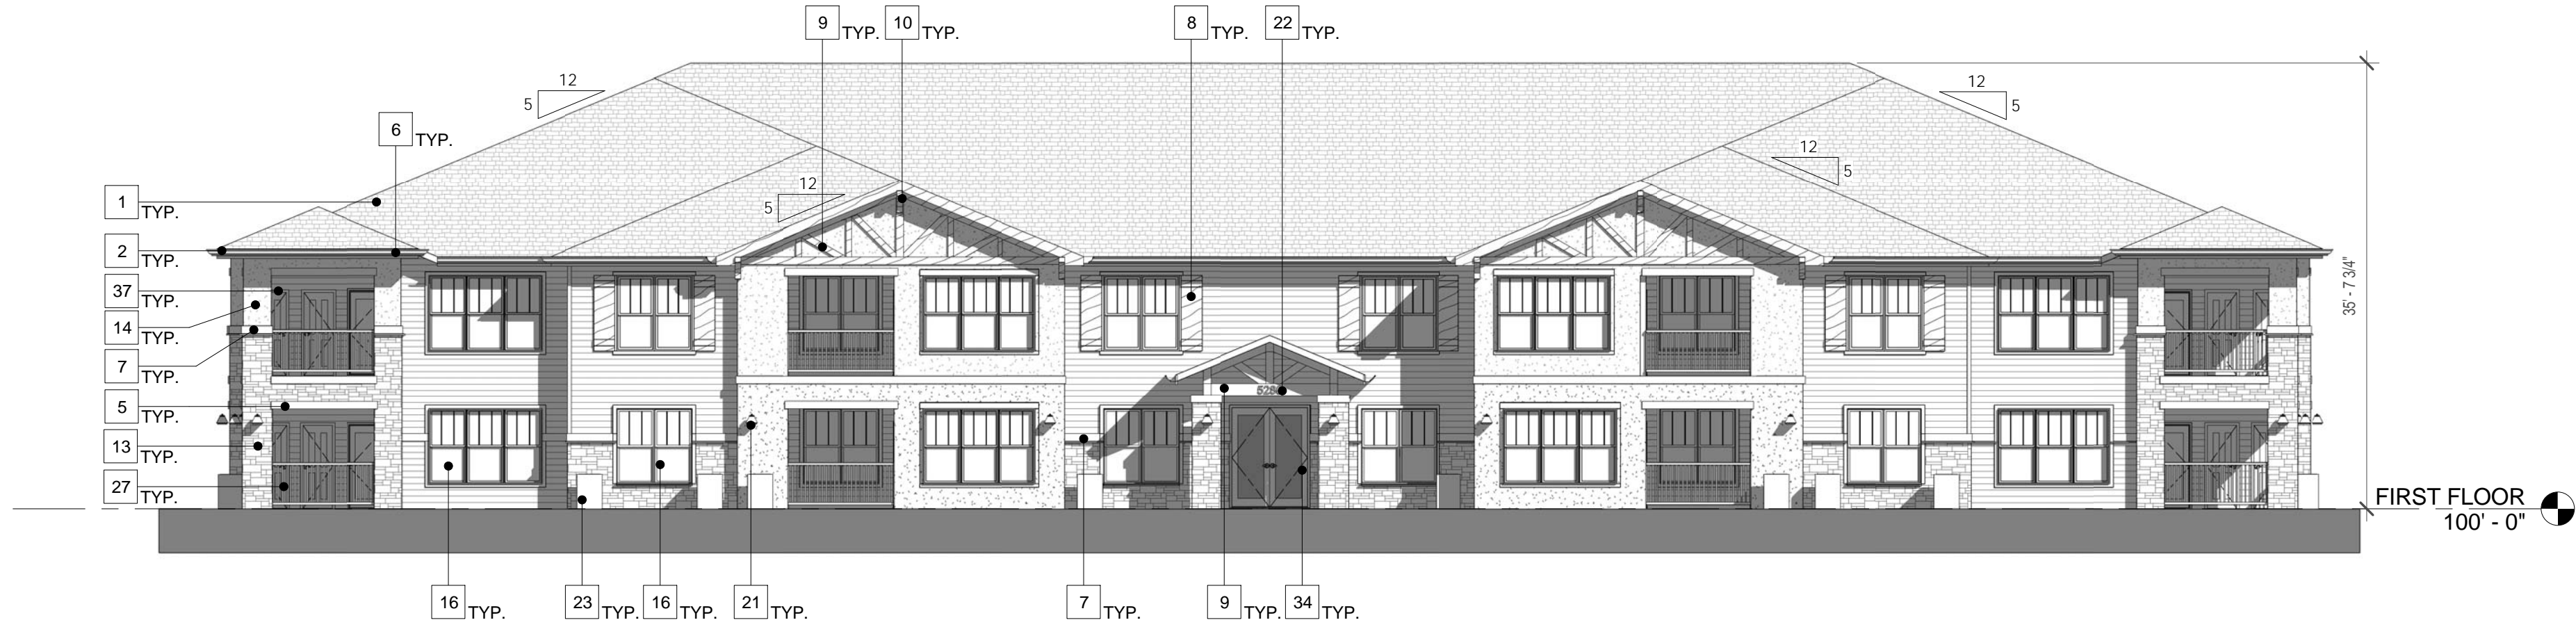 9 TYP.
10 TYP.
8 TYP.
22 TYP.
12
5
12
5
6 TYP.
12
5
12
5
1 TYP.
2 TYP.
37 TYP.
14 TYP.
7 TYP.
5 TYP.
13 TYP.
27 TYP.
35' - 7 3/4"
FIRST FLOOR
100' - 0"
16 TYP.
23 TYP.
16 TYP.
21 TYP.
7 TYP.
9 TYP.
34 TYP.